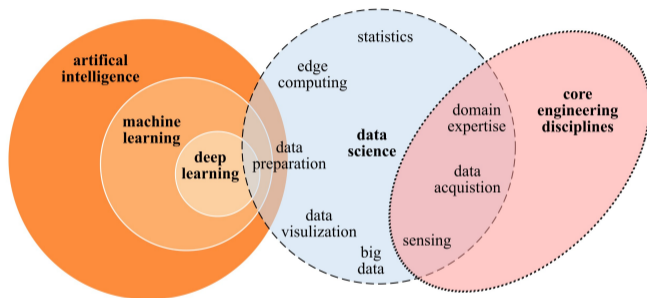 artifical
intelligence
machine
learning
deep
learning
statistics
edge
computing
data
preparation
data
science
data
visulization
big
data
domain
expertise
data
acquistion
sensing
core
engineering
disciplines